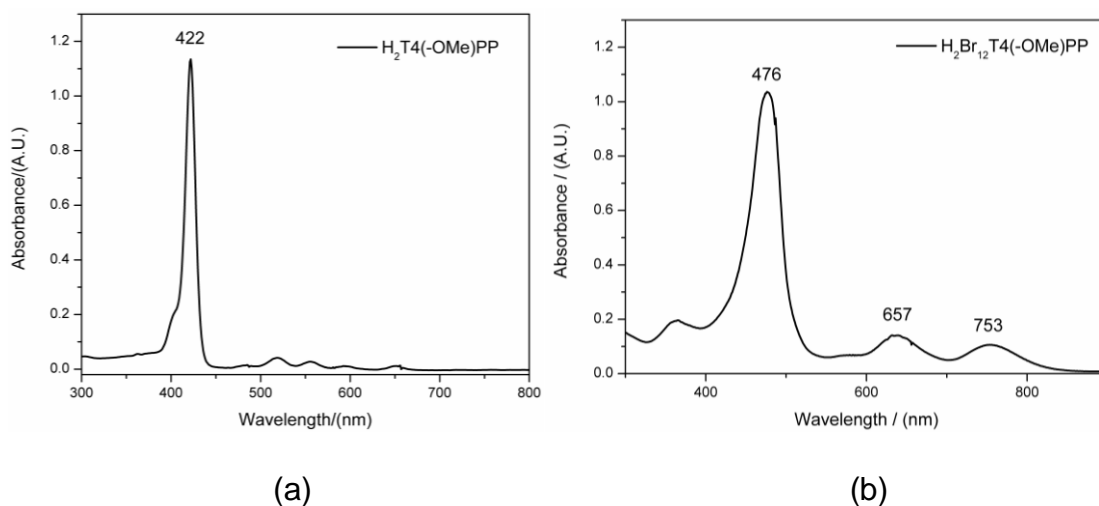 1.2
1.0
0.8
0.6
0.4
0.2
0.0
Absorbance/(A.U.)
422
H₂T4(-OMe)PP
300 400 500 600 700 800
Wavelength/(nm)
(a)
1.2
1.0
0.8
0.6
0.4
0.2
0.0
Absorbance / (A.U.)
476
657
753
H₂Br₁₂T4(-OMe)PP
400 600 800
Wavelength / (nm)
(b)